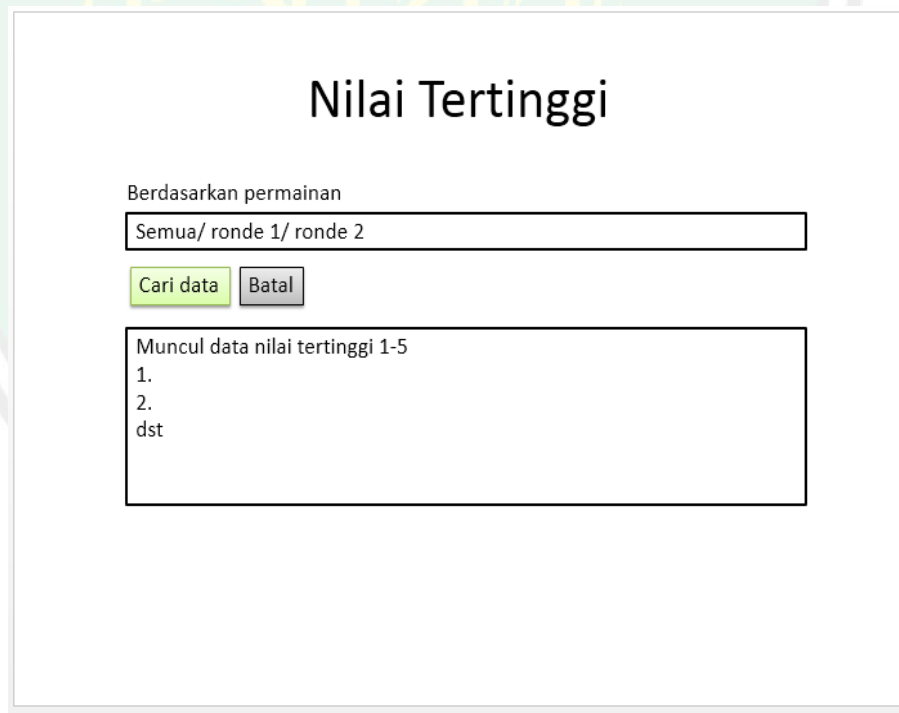 Nilai Tertinggi
Berdasarkan permainan
Semua/ ronde 1/ ronde 2
Cari data Batal
Muncul data nilai tertinggi 1-5
1.
2.
dst